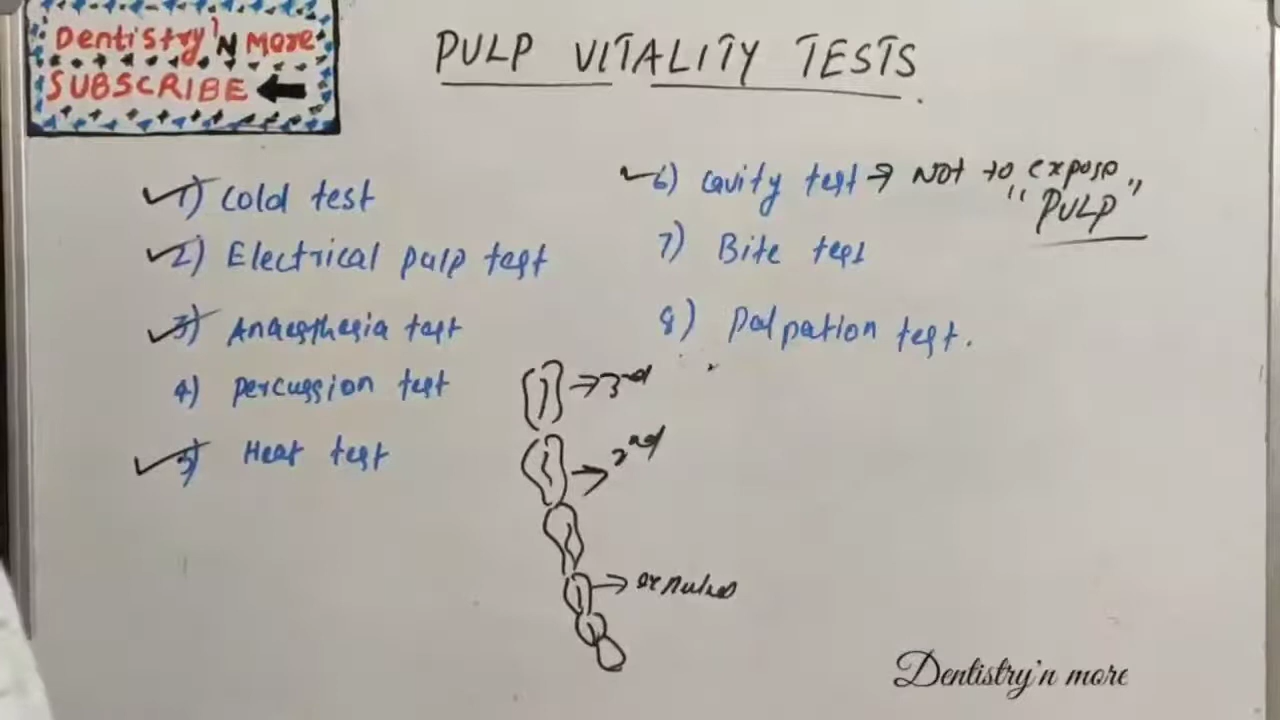 Dentistry'N More
SUBSCRIBE
PULP VITALITY TESTS.
1) Cold test
2) Electrical pulp test
3) Anaesthesia test
4) percussion test
5) Heat test
6) Cavity test → Not to expose
"PULP"
7) Bite test
8) Palpation test.
→ 3rd
→ 2nd
→
Dentistry'n more